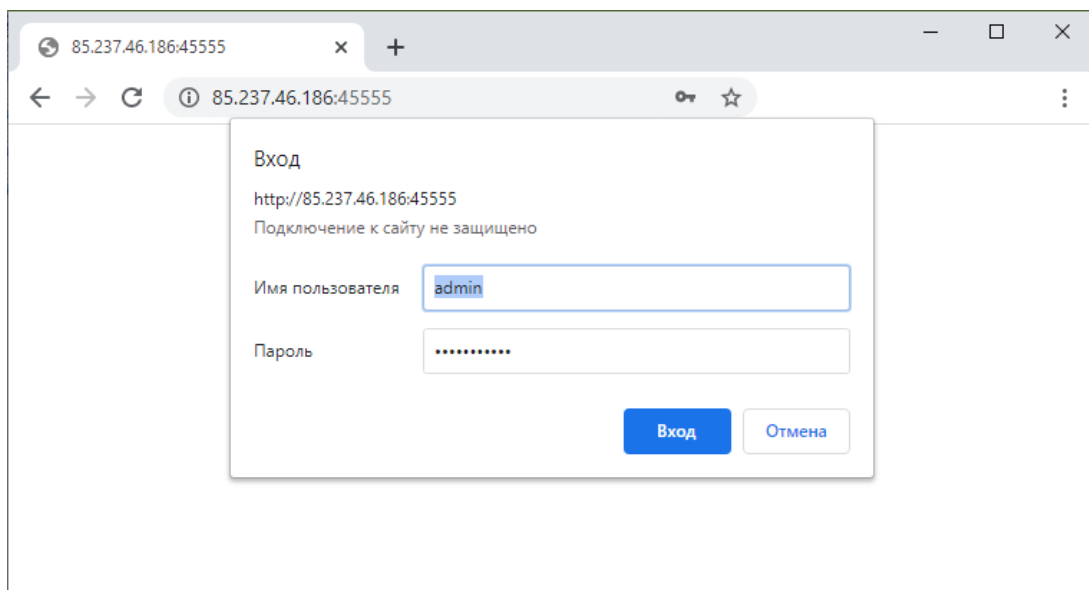 85.237.46.186:45555
85.237.46.186:45555
Вход
http://85.237.46.186:45555
Подключение к сайту не защищено
Имя пользователя admin
Пароль •••••••••••
Вход Отмена